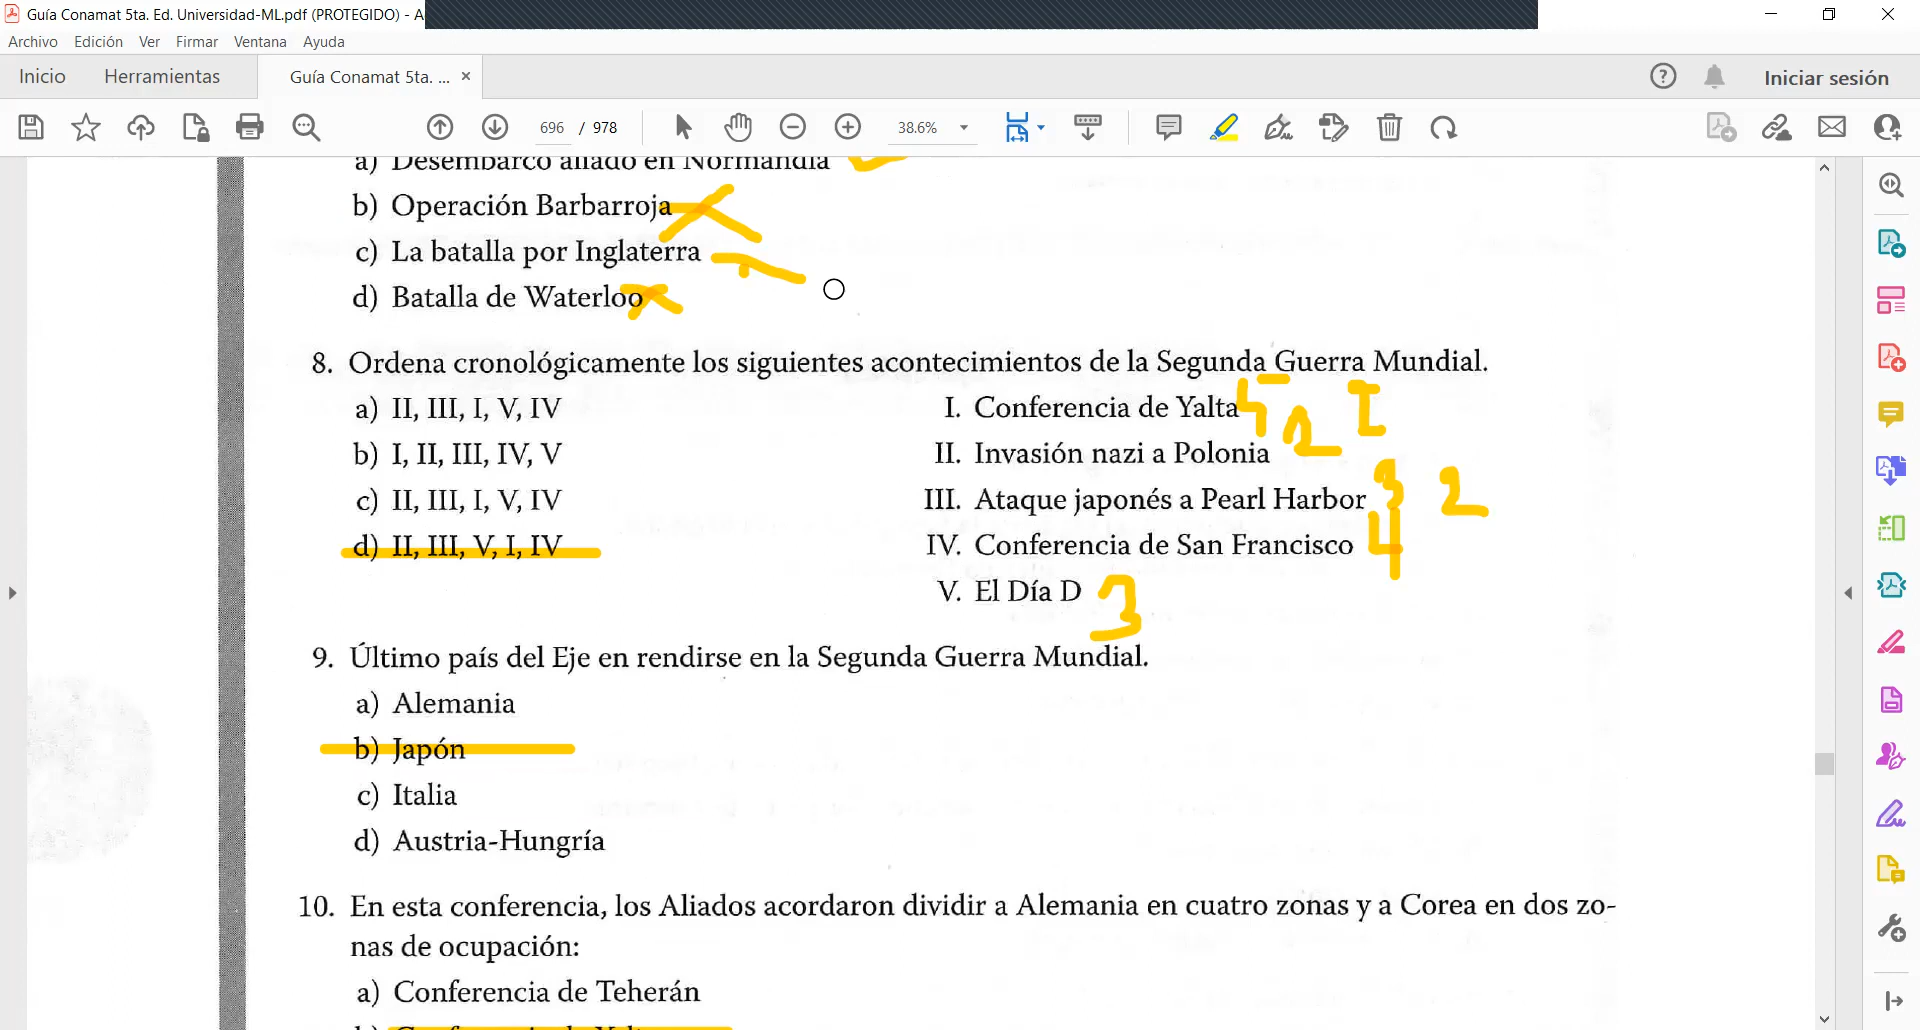 Guía Conamat 5ta. Ed. Universidad-ML.pdf (PROTEGIDO) - A
Archivo Edición Ver Firmar Ventana Ayuda
Inicio Herramientas Guía Conamat 5ta. ... × Iniciar sesión
696 / 978 38.6%
a) Desembarco aliado en Normandía
b) Operación Barbarroja
c) La batalla por Inglaterra
d) Batalla de Waterloo
8. Ordena cronológicamente los siguientes acontecimientos de la Segunda Guerra Mundial.
a) II, III, I, V, IV I. Conferencia de Yalta 4 I
b) I, II, III, IV, V II. Invasión nazi a Polonia 1
c) II, III, I, V, IV III. Ataque japonés a Pearl Harbor 3 2
d) II, III, V, I, IV IV. Conferencia de San Francisco 4
V. El Día D 3
9. Último país del Eje en rendirse en la Segunda Guerra Mundial.
a) Alemania
b) Japón
c) Italia
d) Austria-Hungría
10. En esta conferencia, los Aliados acordaron dividir a Alemania en cuatro zonas y a Corea en dos zo-
nas de ocupación:
a) Conferencia de Teherán